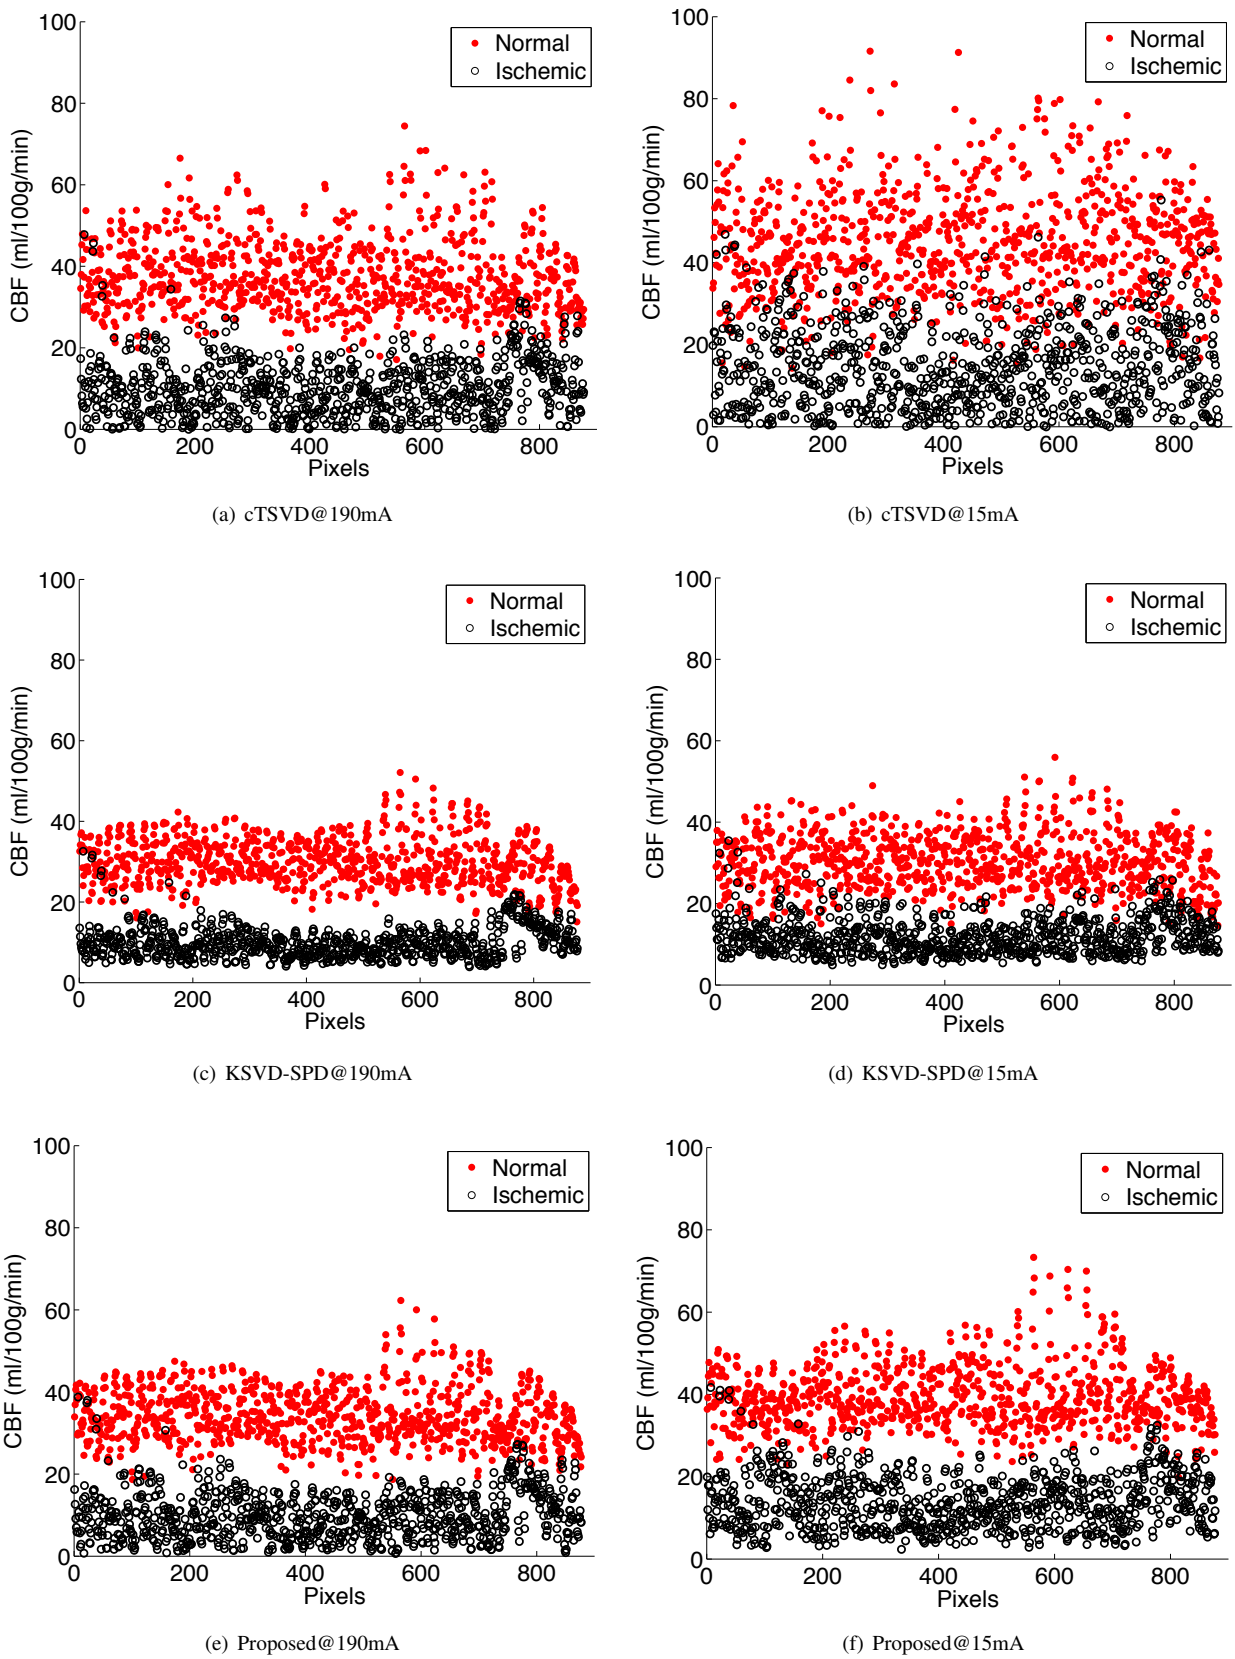 100
80
60
40
20
0
CBF (ml/100g/min)
Normal
Ischemic
0 200 400 600 800
Pixels
(a) cTSVD@190mA
100
80
60
40
20
0
CBF (ml/100g/min)
Normal
Ischemic
0 200 400 600 800
Pixels
(b) cTSVD@15mA
100
80
60
40
20
0
CBF (ml/100g/min)
Normal
Ischemic
0 200 400 600 800
Pixels
(c) KSVD-SPD@190mA
100
80
60
40
20
0
CBF (ml/100g/min)
Normal
Ischemic
0 200 400 600 800
Pixels
(d) KSVD-SPD@15mA
100
80
60
40
20
0
CBF (ml/100g/min)
Normal
Ischemic
0 200 400 600 800
Pixels
(e) Proposed@190mA
100
80
60
40
20
0
CBF (ml/100g/min)
Normal
Ischemic
0 200 400 600 800
Pixels
(f) Proposed@15mA